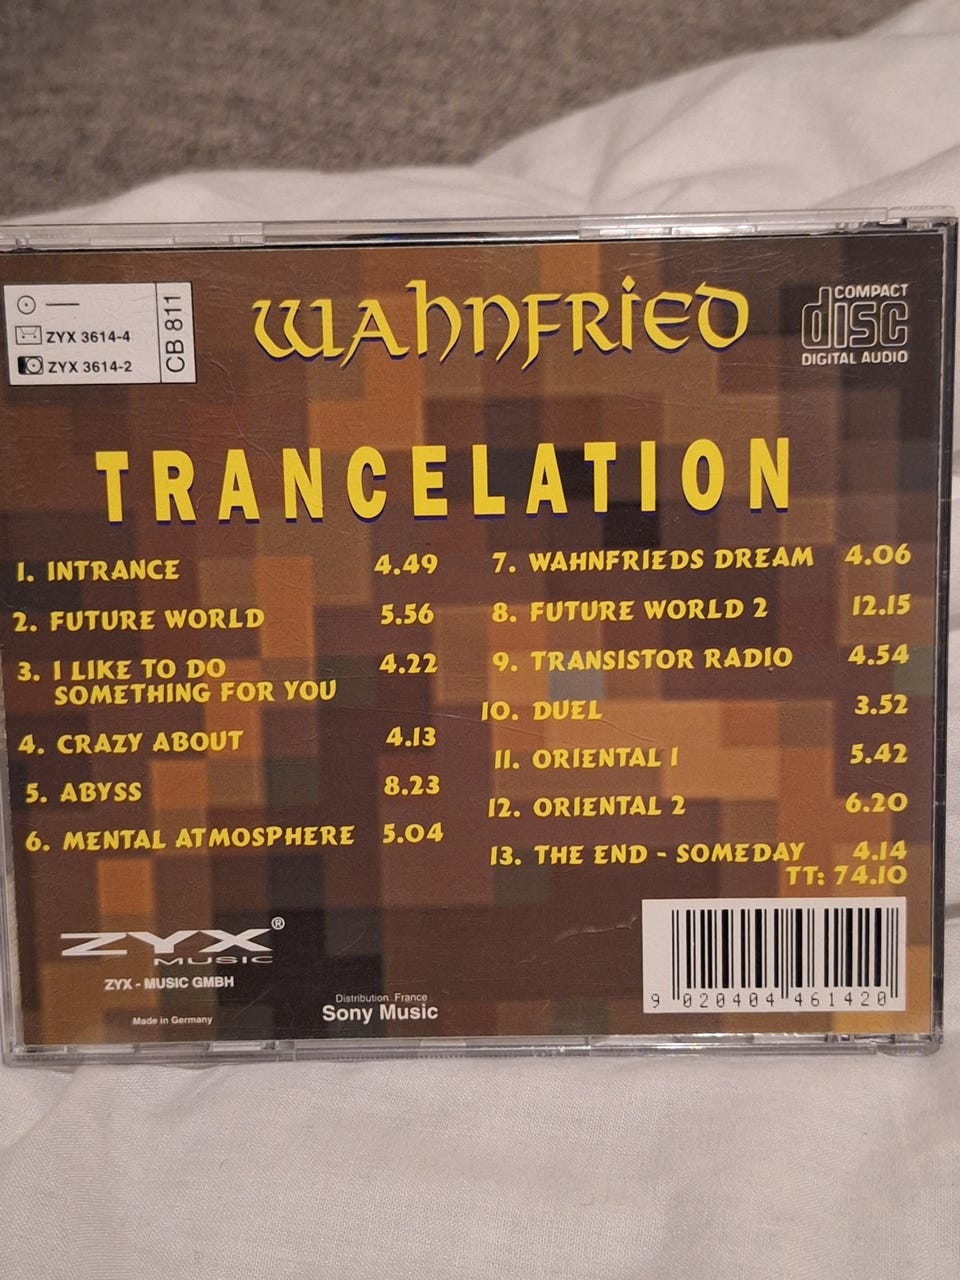 ZYX 3614-4
ZYX 3614-2
CB 811
WAHNFRIED
COMPACT
disc
DIGITAL AUDIO
TRANCELATION
1. INTRANCE 4.49
2. FUTURE WORLD 5.56
3. I LIKE TO DO
SOMETHING FOR YOU 4.22
4. CRAZY ABOUT 4.13
5. ABYSS 8.23
6. MENTAL ATMOSPHERE 5.04
7. WAHNFRIEDS DREAM 4.06
8. FUTURE WORLD 2 12.15
9. TRANSISTOR RADIO 4.54
10. DUEL 3.52
11. ORIENTAL 1 5.42
12. ORIENTAL 2 6.20
13. THE END - SOMEDAY 4.14
TT: 74.10
ZYX®
MUSIC
ZYX - MUSIC GMBH
Made in Germany
Distribution France
Sony Music
9 020404 461420